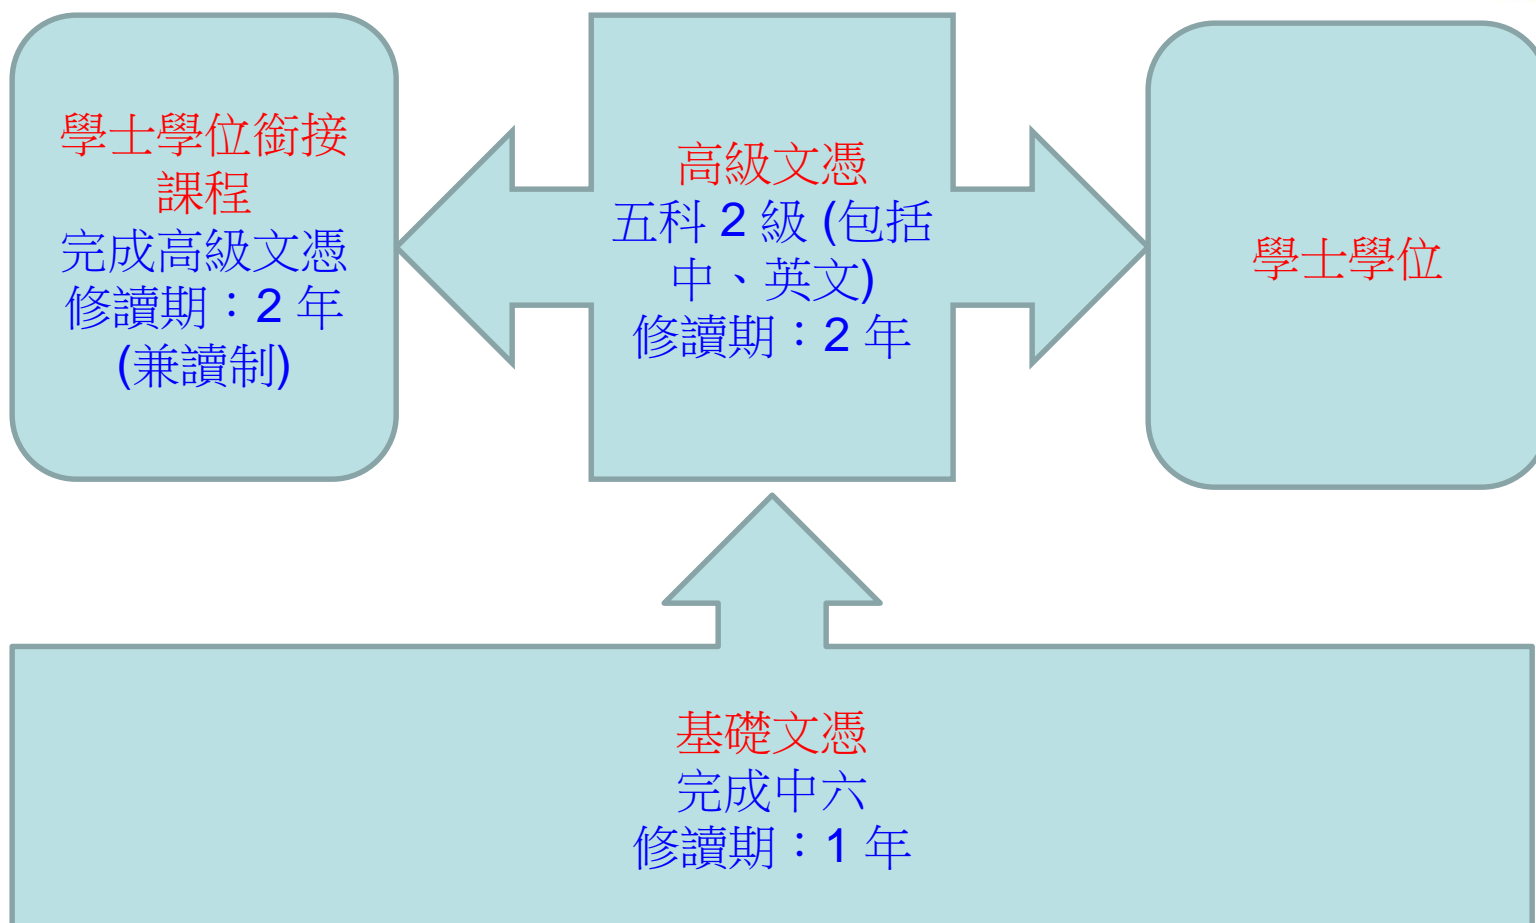 學士學位銜接
課程
完成高級文憑
修讀期：2 年
(兼讀制)
高級文憑
五科 2 級 (包括
中、英文)
修讀期：2 年
學士學位
基礎文憑
完成中六
修讀期：1 年